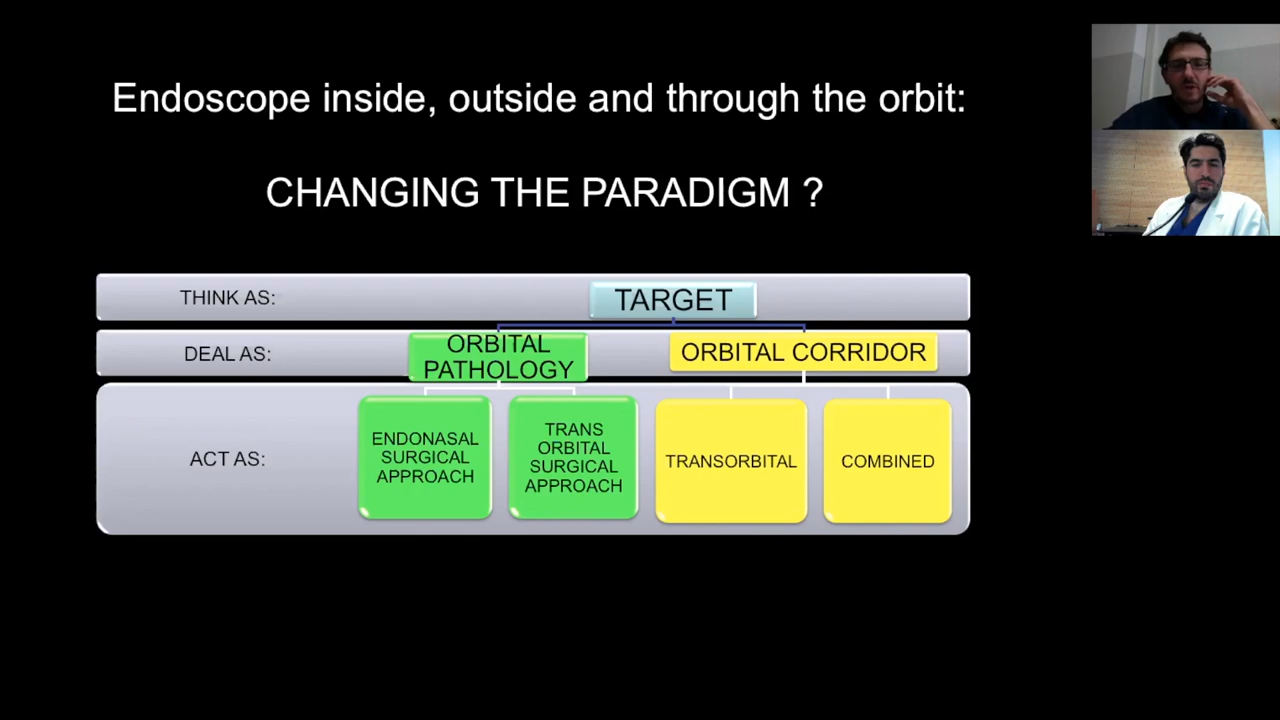 Endoscope inside, outside and through the orbit:
CHANGING THE PARADIGM ?
THINK AS:
TARGET
DEAL AS:
ORBITAL
PATHOLOGY
ORBITAL CORRIDOR
ACT AS:
ENDONASAL
SURGICAL
APPROACH
TRANS
ORBITAL
SURGICAL
APPROACH
TRANSORBITAL
COMBINED